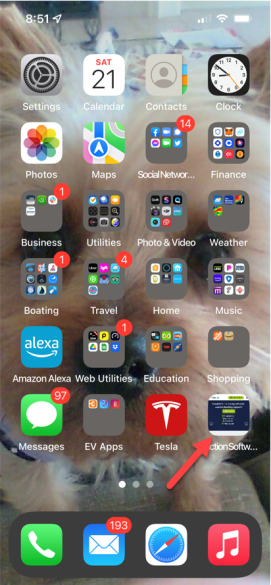 8:51
SAT
21
Settings
Calendar
Contacts
Clock
14
Photos
Maps
Social Networ...
Finance
1
Business
Utilities
Photo & Video
Weather
1
4
Boating
Travel
Home
Music
alexa
1
Amazon Alexa
Web Utilities
Education
Shopping
97
Messages
EV Apps
Tesla
ctionSoftw...
193